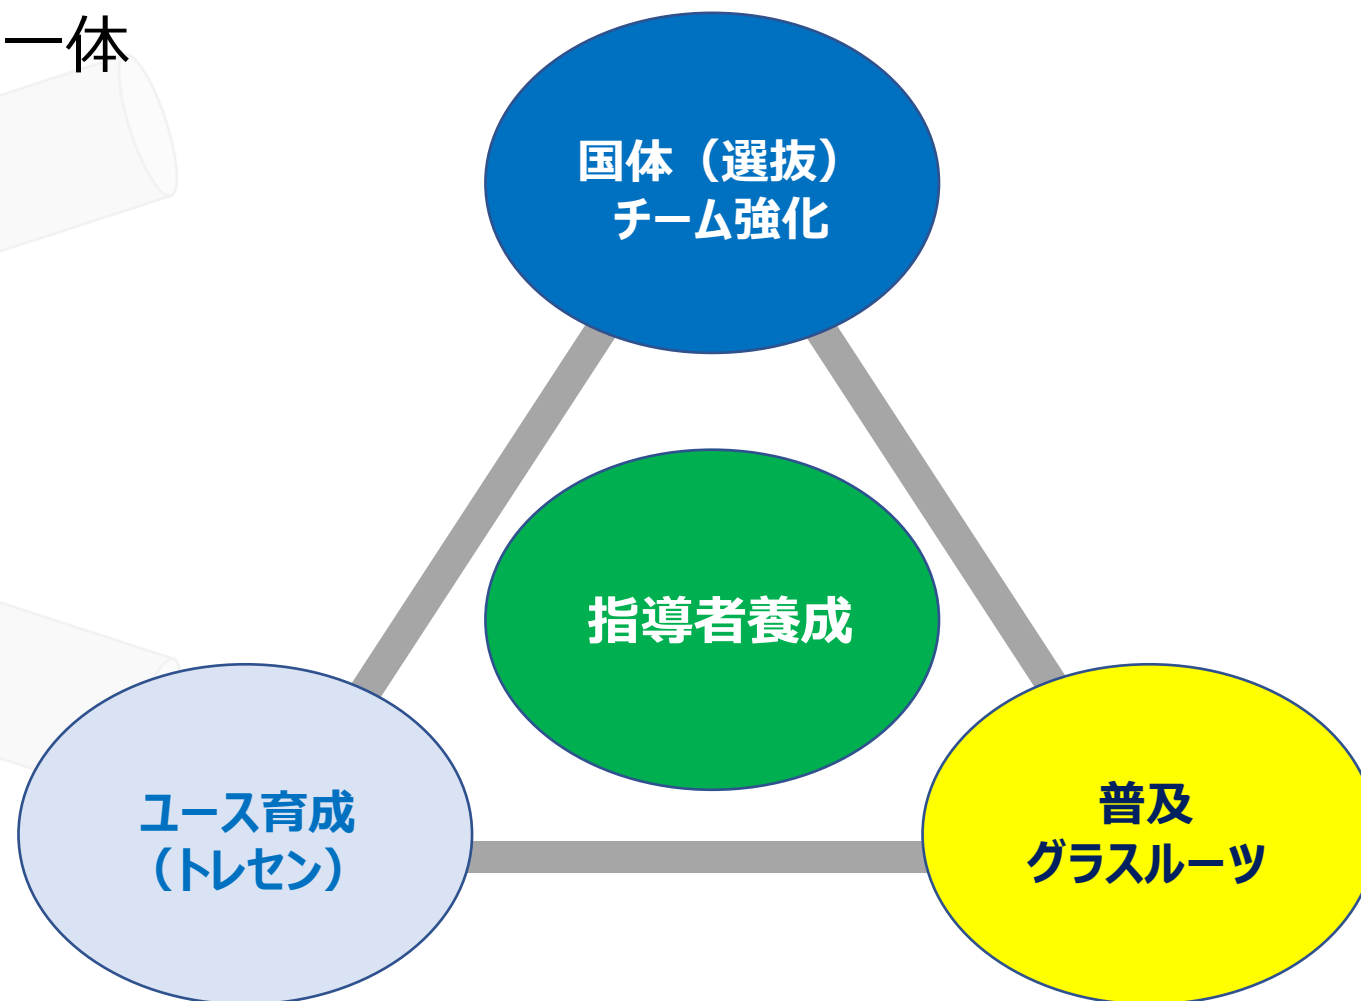 一体
国体（選抜）
チーム強化
指導者養成
ユース育成
（トレセン）
普及
グラスルーツ